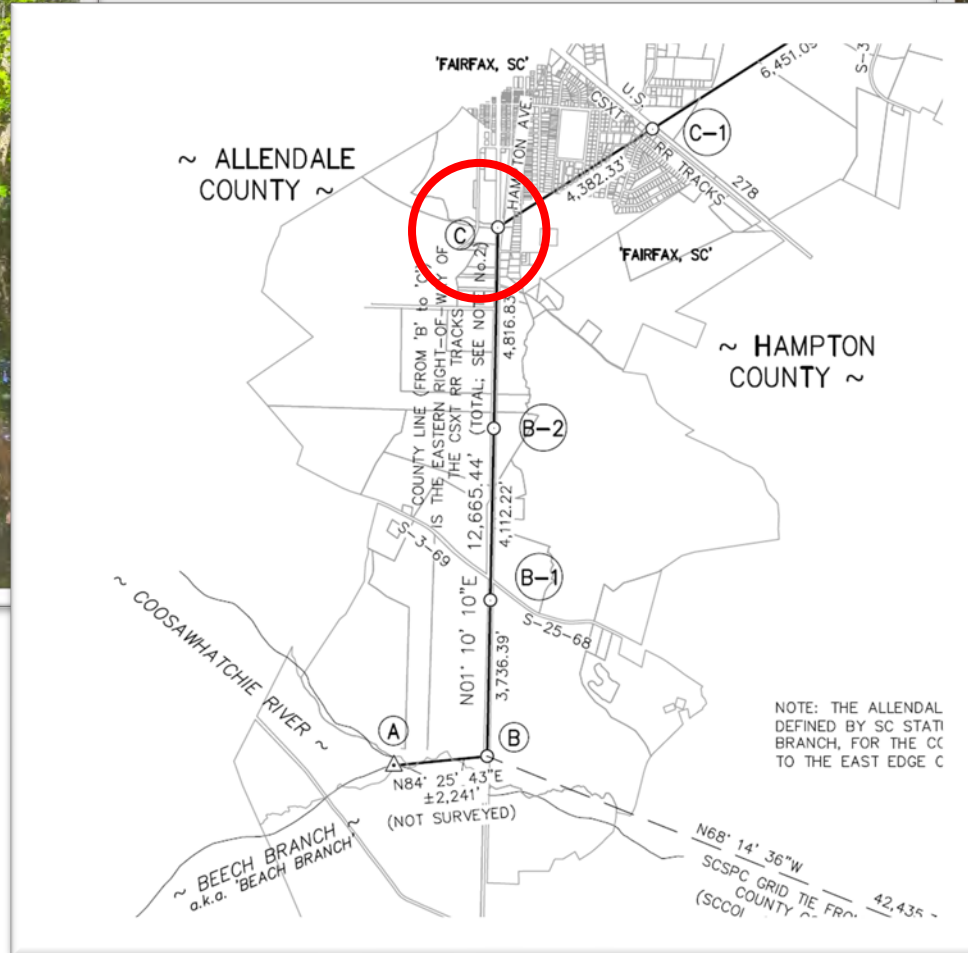 'FAIRFAX, SC'
6,451.09
S-3
U.S.
CSXT
RR TRACKS
278
C-1
HAMPTON AVE.
4,382.33'
~ ALLENDALE
COUNTY ~
C
'FAIRFAX, SC'
~ HAMPTON
COUNTY ~
COUNTY LINE (FROM 'B' to 'C')
IS THE EASTERN RIGHT-OF-WAY OF
THE CSXT RR TRACKS
(TOTAL; SEE NOTE No.2)
N01° 10' 10"E 12,665.44'
4,816.83'
B-2
4,112.22'
S-3-69
B-1
S-25-68
3,736.39'
~ COOSAWHATCHIE RIVER ~
A
B
N84° 25' 43"E
±2,241'
(NOT SURVEYED)
~ BEECH BRANCH ~
a.k.a. 'BEACH BRANCH'
NOTE: THE ALLENDAL
DEFINED BY SC STAT
BRANCH, FOR THE CO
TO THE EAST EDGE O
N68° 14' 36"W
42,435
SCSPC GRID TIE FRO
COUNTY
(SCCOI